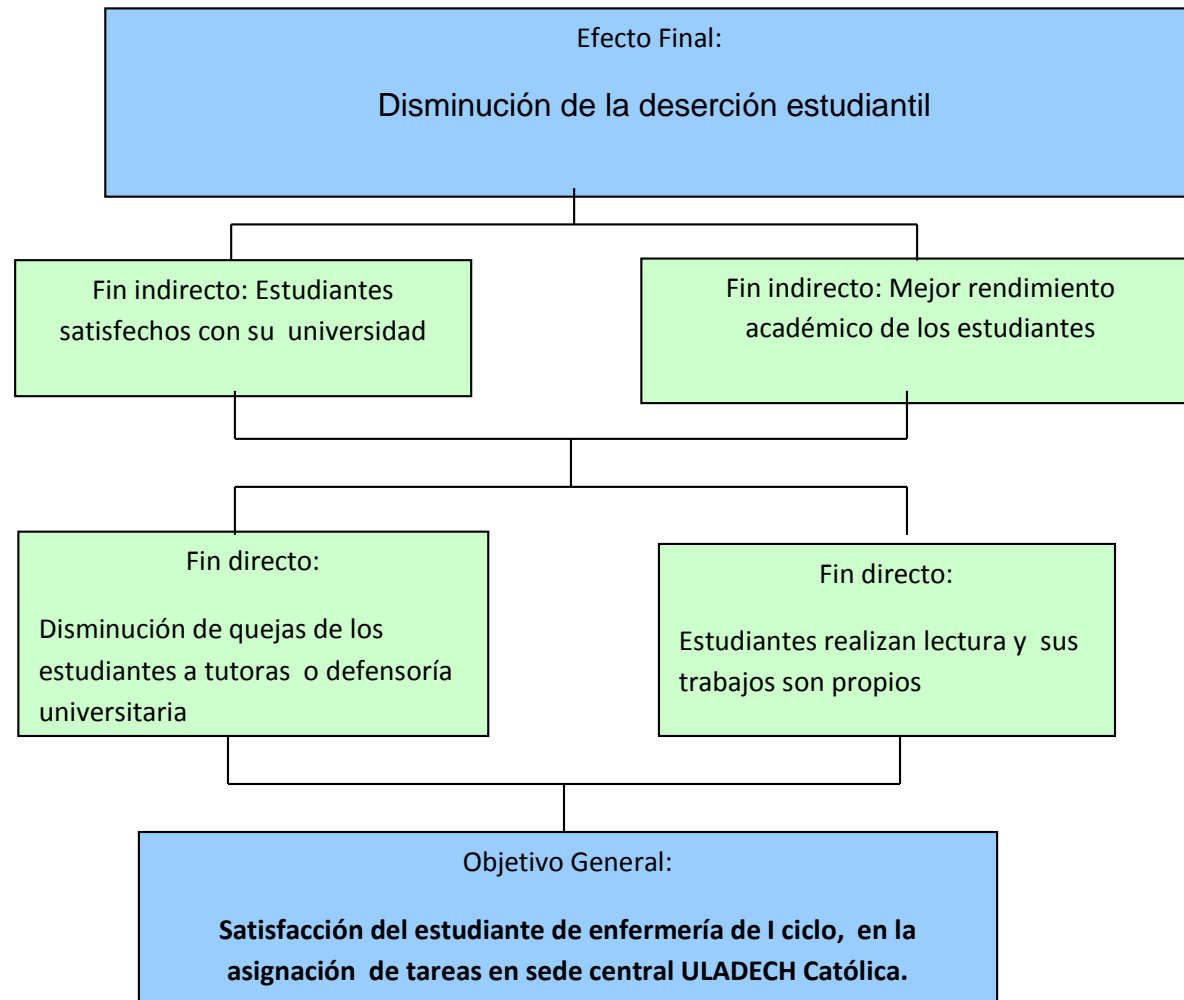 Efecto Final:
Disminución de la deserción estudiantil
Fin indirecto: Estudiantes
satisfechos con su  universidad
Fin indirecto: Mejor rendimiento
académico de los estudiantes
Fin directo:
Disminución de quejas de los
estudiantes a tutoras  o defensoría
universitaria
Fin directo:
Estudiantes realizan lectura y  sus
trabajos son propios
Objetivo General:
Satisfacción del estudiante de enfermería de I ciclo,  en la
asignación  de tareas en sede central ULADECH Católica.